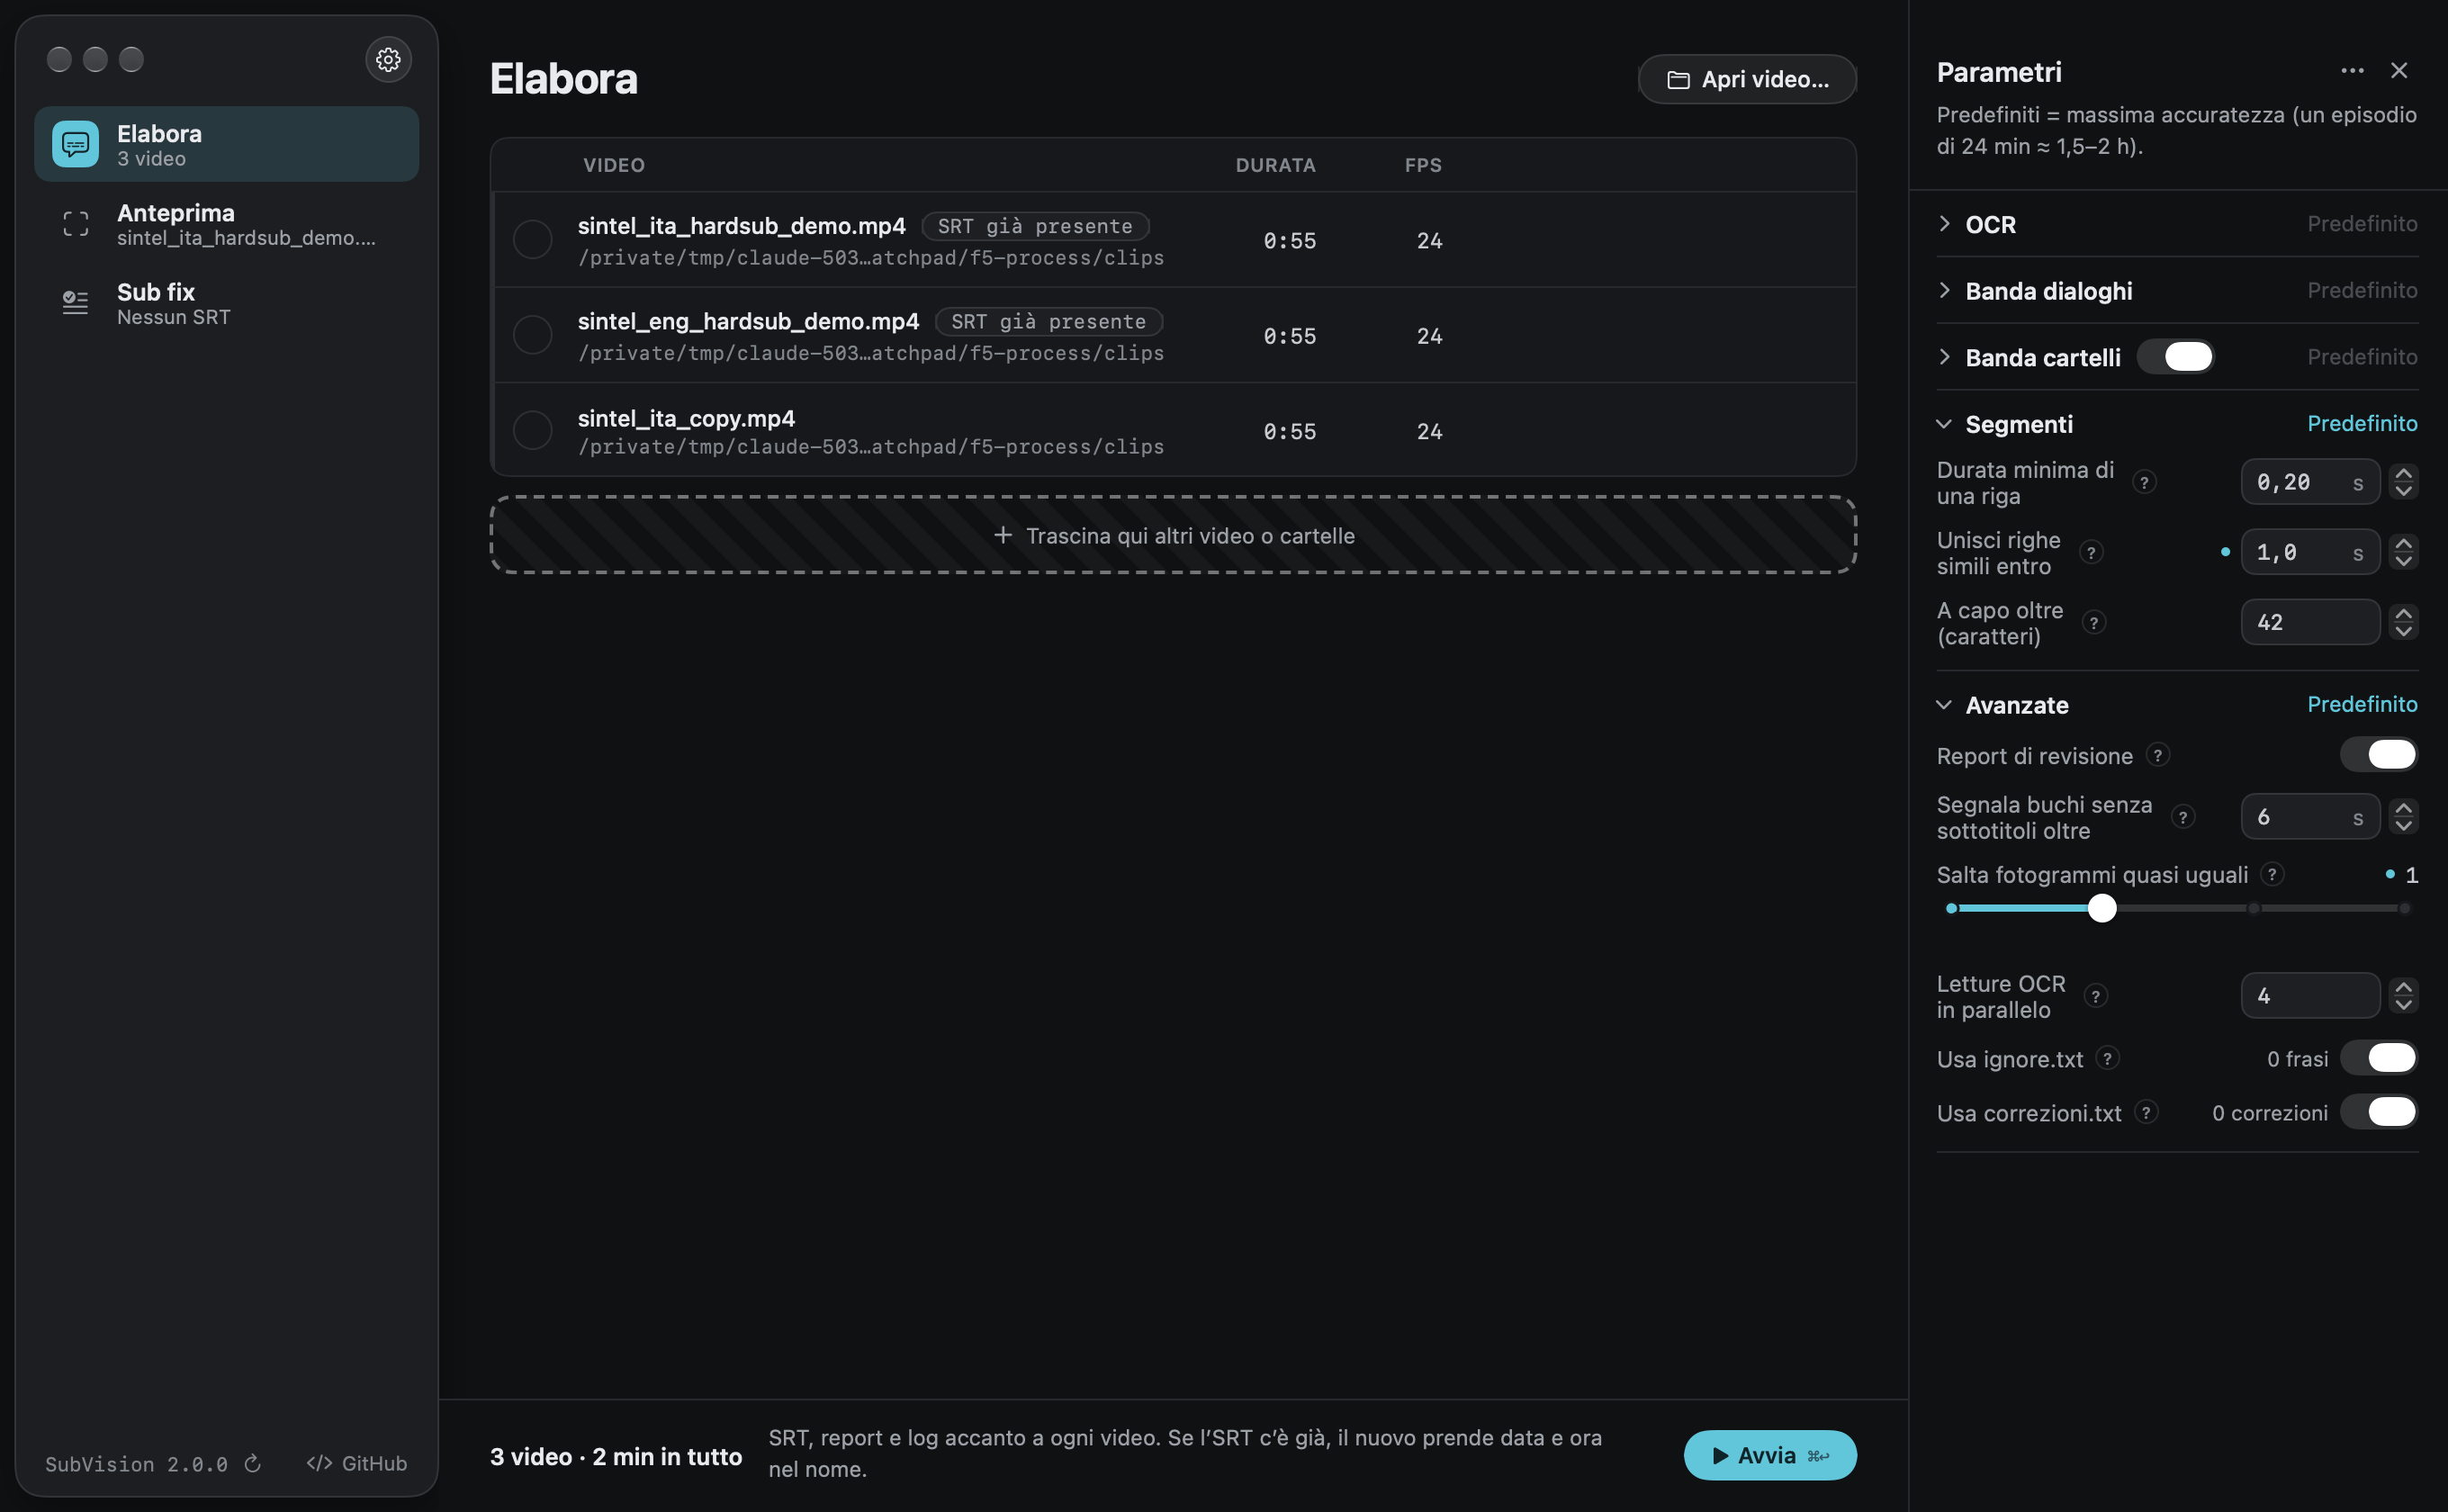 Elabora
3 video
Anteprima
sintel_ita_hardsub_demo....
Sub fix
Nessun SRT
SubVision 2.0.0
</> GitHub
Elabora
Apri video...
VIDEO DURATA FPS
sintel_ita_hardsub_demo.mp4 SRT già presente
/private/tmp/claude-503…atchpad/f5-process/clips
0:55 24
sintel_eng_hardsub_demo.mp4 SRT già presente
/private/tmp/claude-503…atchpad/f5-process/clips
0:55 24
sintel_ita_copy.mp4
/private/tmp/claude-503…atchpad/f5-process/clips
0:55 24
+ Trascina qui altri video o cartelle
3 video · 2 min in tutto
SRT, report e log accanto a ogni video. Se l’SRT c’è già, il nuovo prende data e ora
nel nome.
Avvia ⌘↩
Parametri
Predefiniti = massima accuratezza (un episodio
di 24 min ≈ 1,5–2 h).
OCR Predefinito
Banda dialoghi Predefinito
Banda cartelli Predefinito
Segmenti Predefinito
Durata minima di
una riga
? 0,20 s
Unisci righe
simili entro
? 1,0 s
A capo oltre
(caratteri)
? 42
Avanzate Predefinito
Report di revisione ?
Segnala buchi senza
sottotitoli oltre
? 6 s
Salta fotogrammi quasi uguali ? 1
Letture OCR
in parallelo
? 4
Usa ignore.txt ? 0 frasi
Usa correzioni.txt ? 0 correzioni